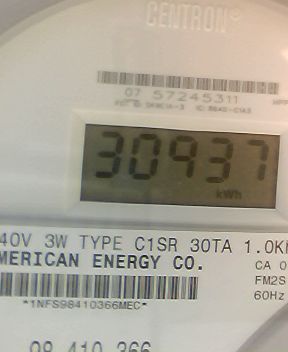 CENTRON®
07 57245311
30937
kWh
40V 3W TYPE C1SR 30TA 1.0K
MERICAN ENERGY CO.
CA 0
FM2S
60Hz
*1NFS98410366MEC*
98 410 366